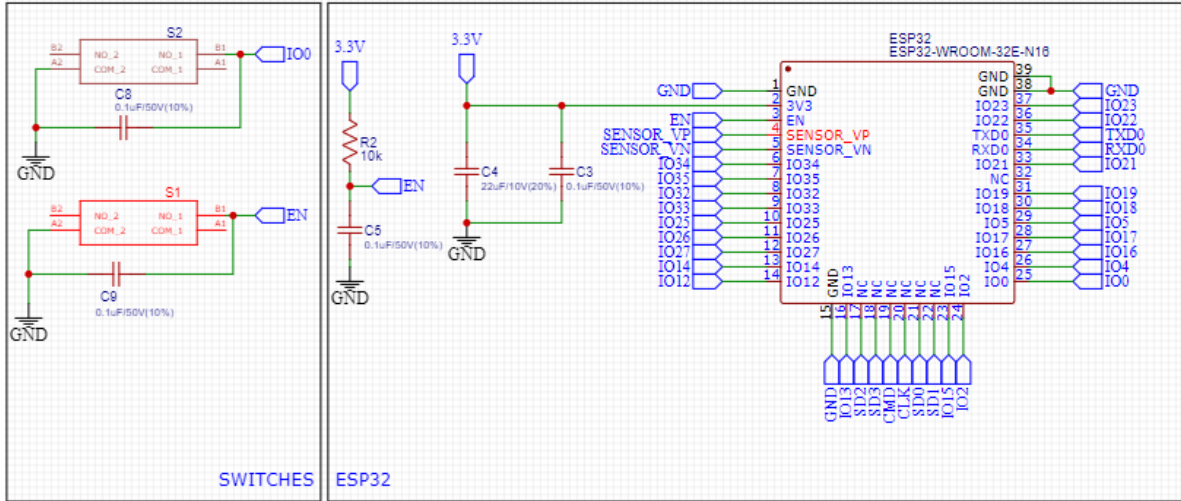 S2
B2 NO_2 NO_1 B1
A2 COM_2 COM_1 A1
IO0
C8
0.1uF/50V(10%)
GND
S1
B2 NO_2 NO_1 B1
A2 COM_2 COM_1 A1
EN
C9
0.1uF/50V(10%)
GND
SWITCHES
3.3V
R2
10k
EN
C5
0.1uF/50V(10%)
GND
3.3V
C4
22uF/10V(20%)
C3
0.1uF/50V(10%)
GND
ESP32
ESP32-WROOM-32E-N16
GND 1 GND
2 3V3
EN 3 EN
SENSOR_VP 4 SENSOR_VP
SENSOR_VN 5 SENSOR_VN
IO34 6 IO34
IO35 7 IO35
IO32 8 IO32
IO33 9 IO33
IO25 10 IO25
IO26 11 IO26
IO27 12 IO27
IO14 13 IO14
IO12 14 IO12
GND 39
GND 38 GND
IO23 37 IO23
IO22 36 IO22
TXD0 35 TXD0
RXD0 34 RXD0
IO21 33 IO21
NC 32
IO19 31 IO19
IO18 30 IO18
IO5 29 IO5
IO17 28 IO17
IO16 27 IO16
IO4 26 IO4
IO0 25 IO0
GND 15 GND
IO13 16 IO13
NC 17 SD2
NC 18 SD3
NC 19 CMD
NC 20 CLK
NC 21 SD0
NC 22 SD1
IO15 23 IO15
IO2 24 IO2
ESP32